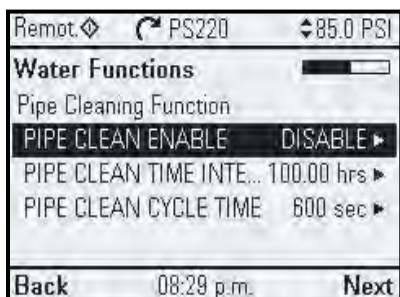 Remot. PS220 85.0 PSI
Water Functions
Pipe Cleaning Function
PIPE CLEAN ENABLE DISABLE
PIPE CLEAN TIME INTE... 100.00 hrs
PIPE CLEAN CYCLE TIME 600 sec
Back 08:29 p.m. Next